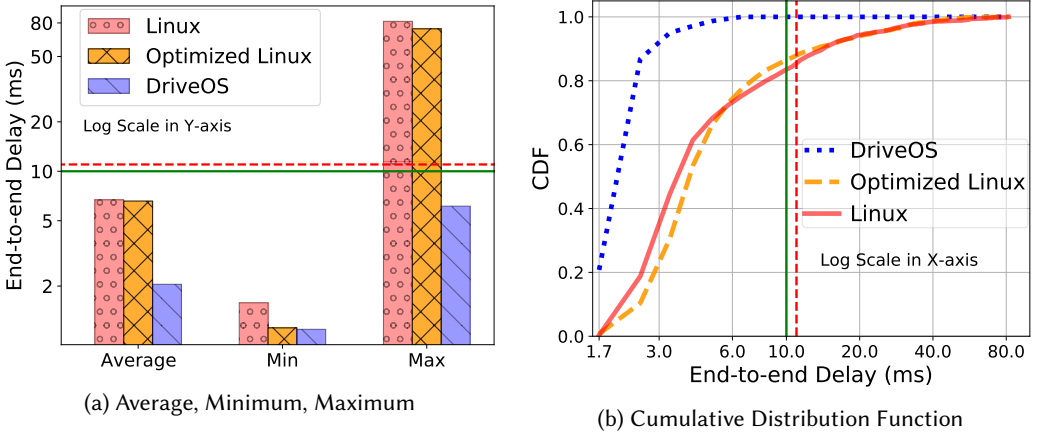 80
50
20
10
5
2
End-to-end Delay (ms)
Linux
Optimized Linux
DriveOS
Log Scale in Y-axis
Average Min Max
(a) Average, Minimum, Maximum
1.0
0.8
0.6
0.4
0.2
0.0
CDF
DriveOS
Optimized Linux
Linux
Log Scale in X-axis
1.7 3.0 6.0 10.0 20.0 40.0 80.0
End-to-end Delay (ms)
(b) Cumulative Distribution Function